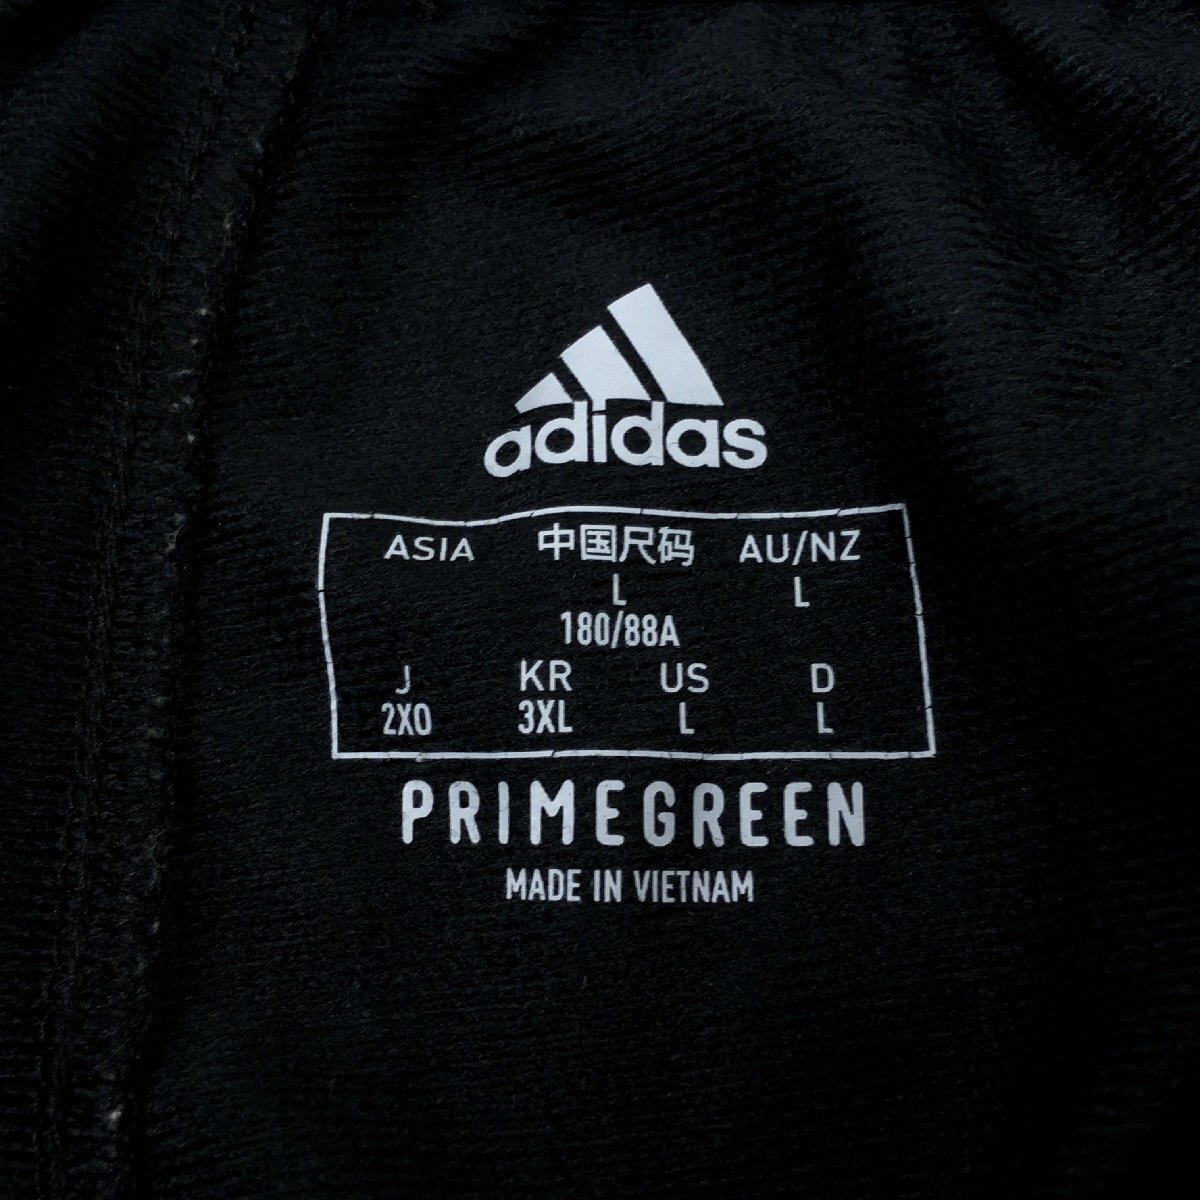 adidas
ASIA 中国尺码 AU/NZ
L L
180/88A
J KR US D
2XO 3XL L L
PRIMEGREEN
MADE IN VIETNAM